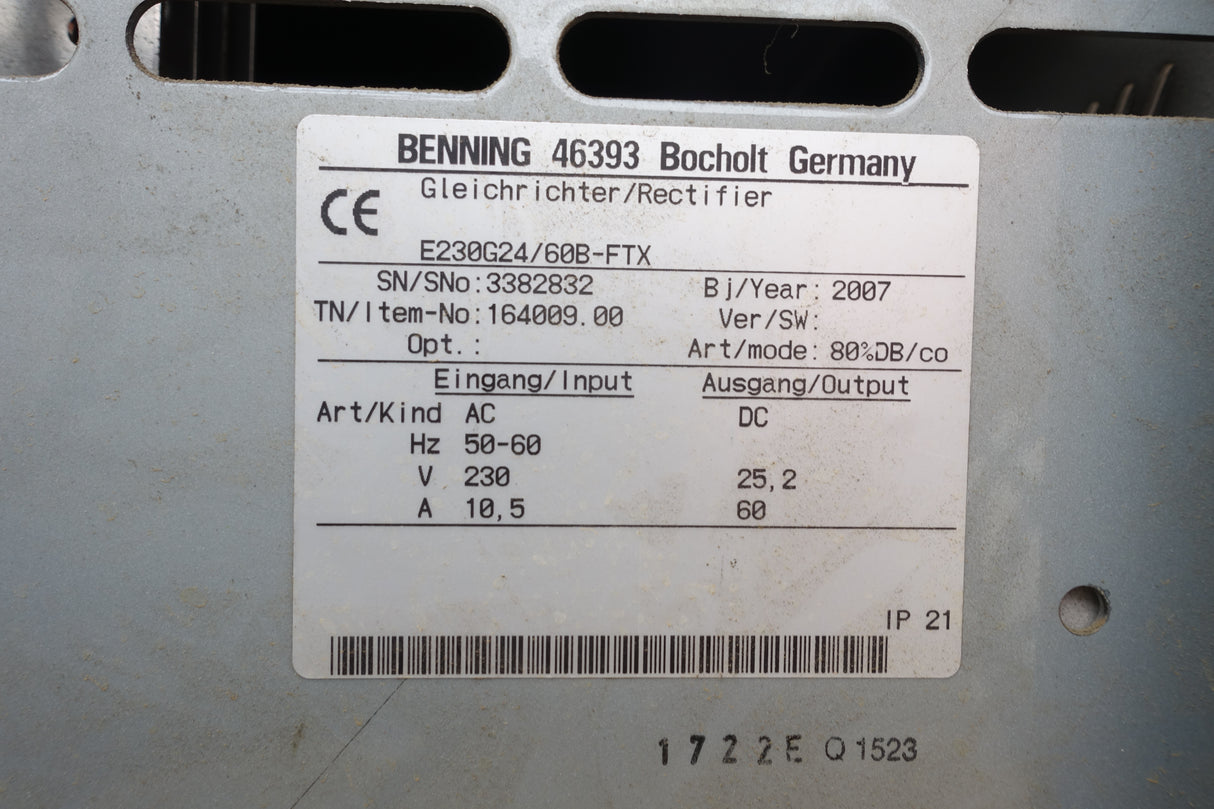 BENNING 46393 Bocholt Germany
CE
Gleichrichter/Rectifier
E230G24/60B-FTX
SN/SNo: 3382832 Bj/Year: 2007
TN/Item-No: 164009.00 Ver/SW:
Opt.: Art/mode: 80%DB/co
Eingang/Input Ausgang/Output
Art/Kind AC DC
Hz 50-60
V 230 25,2
A 10,5 60
IP 21
1722E Q1523